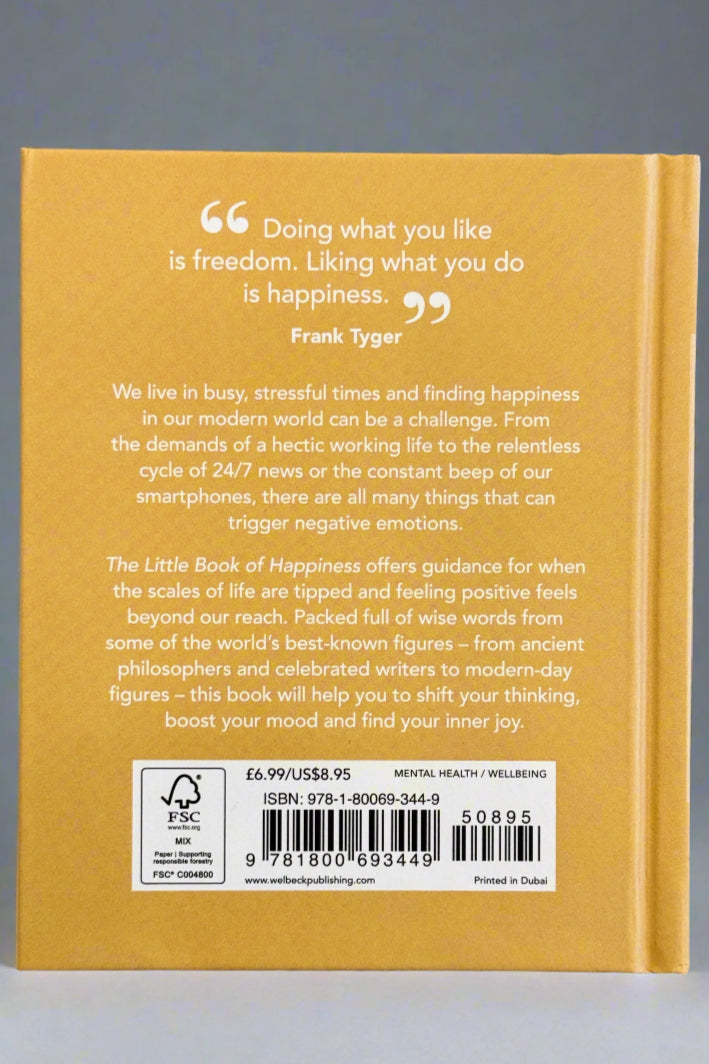 “ Doing what you like
is freedom. Liking what you do
is happiness. ”
Frank Tyger
We live in busy, stressful times and finding happiness
in our modern world can be a challenge. From
the demands of a hectic working life to the relentless
cycle of 24/7 news or the constant beep of our
smartphones, there are all many things that can
trigger negative emotions.
The Little Book of Happiness offers guidance for when
the scales of life are tipped and feeling positive feels
beyond our reach. Packed full of wise words from
some of the world’s best-known figures – from ancient
philosophers and celebrated writers to modern-day
figures – this book will help you to shift your thinking,
boost your mood and find your inner joy.
FSC
www.fsc.org
MIX
Paper | Supporting
responsible forestry
FSC® C004800
£6.99/US$8.95 MENTAL HEALTH / WELLBEING
ISBN: 978-1-80069-344-9
50895
9 781800 693449
www.welbeckpublishing.com Printed in Dubai